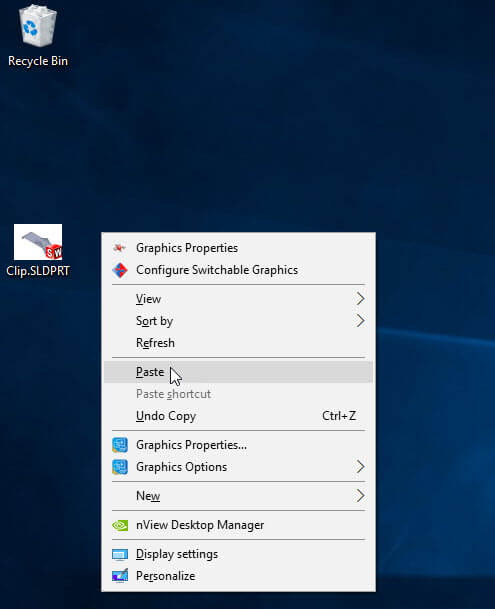 Recycle Bin
Clip.SLDPRT
Graphics Properties
Configure Switchable Graphics
View
Sort by
Refresh
Paste
Paste shortcut
Undo Copy Ctrl+Z
Graphics Properties...
Graphics Options
New
nView Desktop Manager
Display settings
Personalize